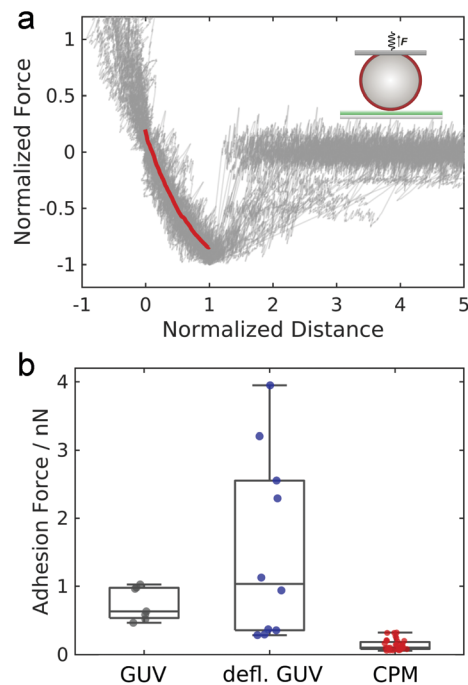 a
F
1
0.5
0
-0.5
-1
Normalized Force
-1 0 1 2 3 4 5
Normalized Distance
b
4
3
2
1
0
Adhesion Force / nN
GUV defl. GUV CPM